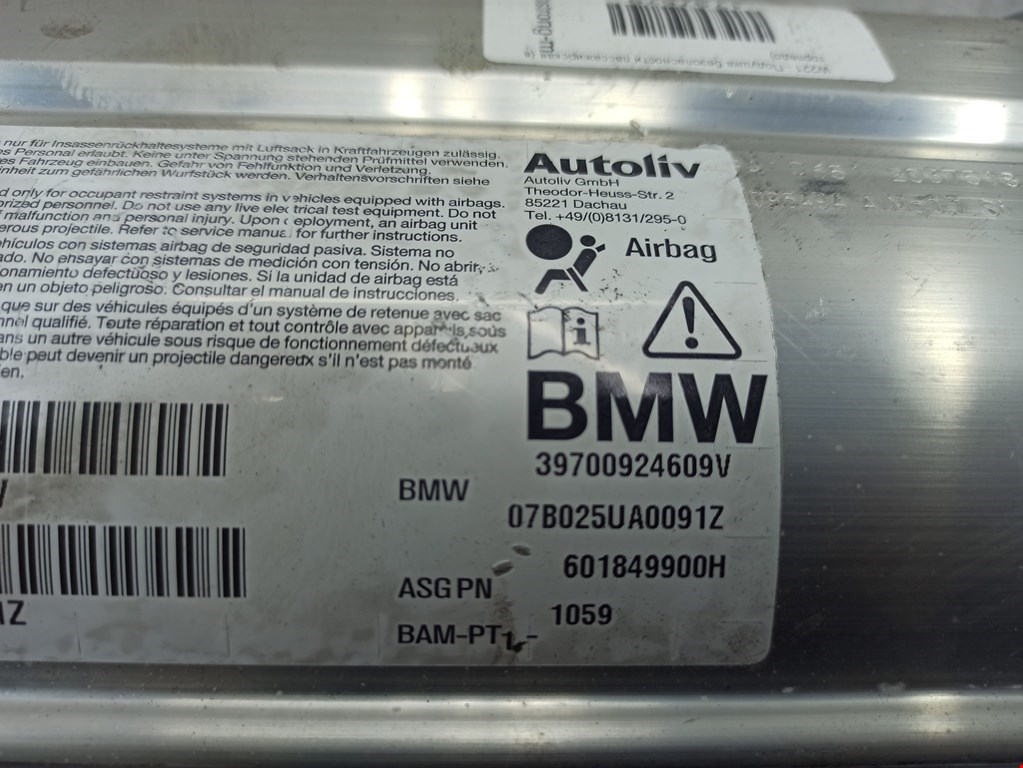 nur für Insassenrückhaltesysteme mit Luftsack in Kraftfahrzeugen zulässig.
Personal erlaubt. Keine unter Spannung stehenden Prüfmittel verwenden.
es Fahrzeug einbauen. Gefahr von Fehlfunktion und Verletzung.
inheit zum gefährlichen Wurfstück werden. Verhaltensvorschriften siehe
d only for occupant restraint systems in vehicles equipped with airbags.
orized personnel. Do not use any live electrical test equipment. Do not
f malfunction and personal injury. Upon deployment, an airbag unit
erous projectile. Refer to service manual for further instructions.
ehículos con sistemas airbag de seguridad pasiva. Sistema no
ado. No ensayar con sistemas de medición con tensión. No abrir,
onamiento defectuoso y lesiones. Si la unidad de airbag está
en un objeto peligroso. Consultar el manual de instrucciones.
que sur des véhicules équipés d'un système de retenue avec sac
nnel qualifié. Toute réparation et tout contrôle avec appareils sous
ans un autre véhicule sous risque de fonctionnement défectueux
ble peut devenir un projectile dangereux s'il n'est pas monté
en.
Autoliv
Autoliv GmbH
Theodor-Heuss-Str. 2
85221 Dachau
Tel. +49/(0)8131/295-0
Airbag
BMW
39700924609V
BMW
07B025UA0091Z
601849900H
ASG PN
1059
BAM-PT1.-
V
1Z